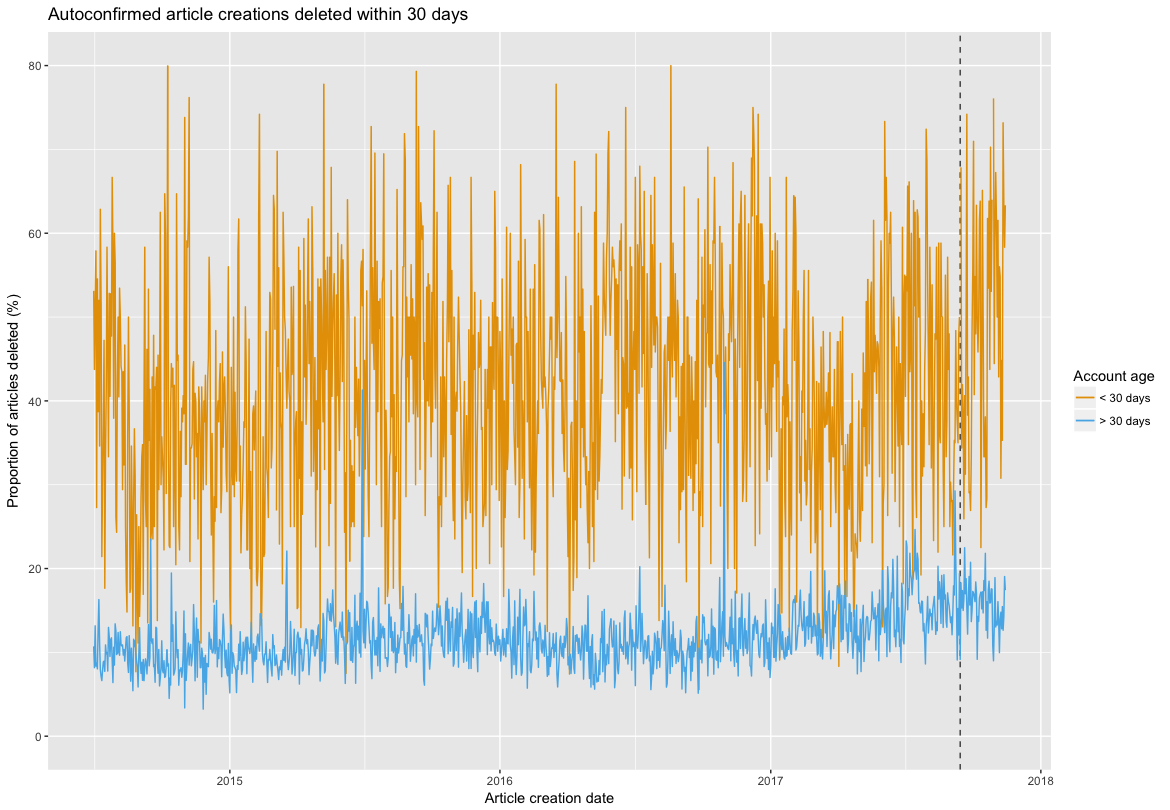 Autoconfirmed article creations deleted within 30 days
Proportion of articles deleted (%)
80
60
40
20
0
2015
2016
2017
2018
Article creation date
Account age
< 30 days
> 30 days